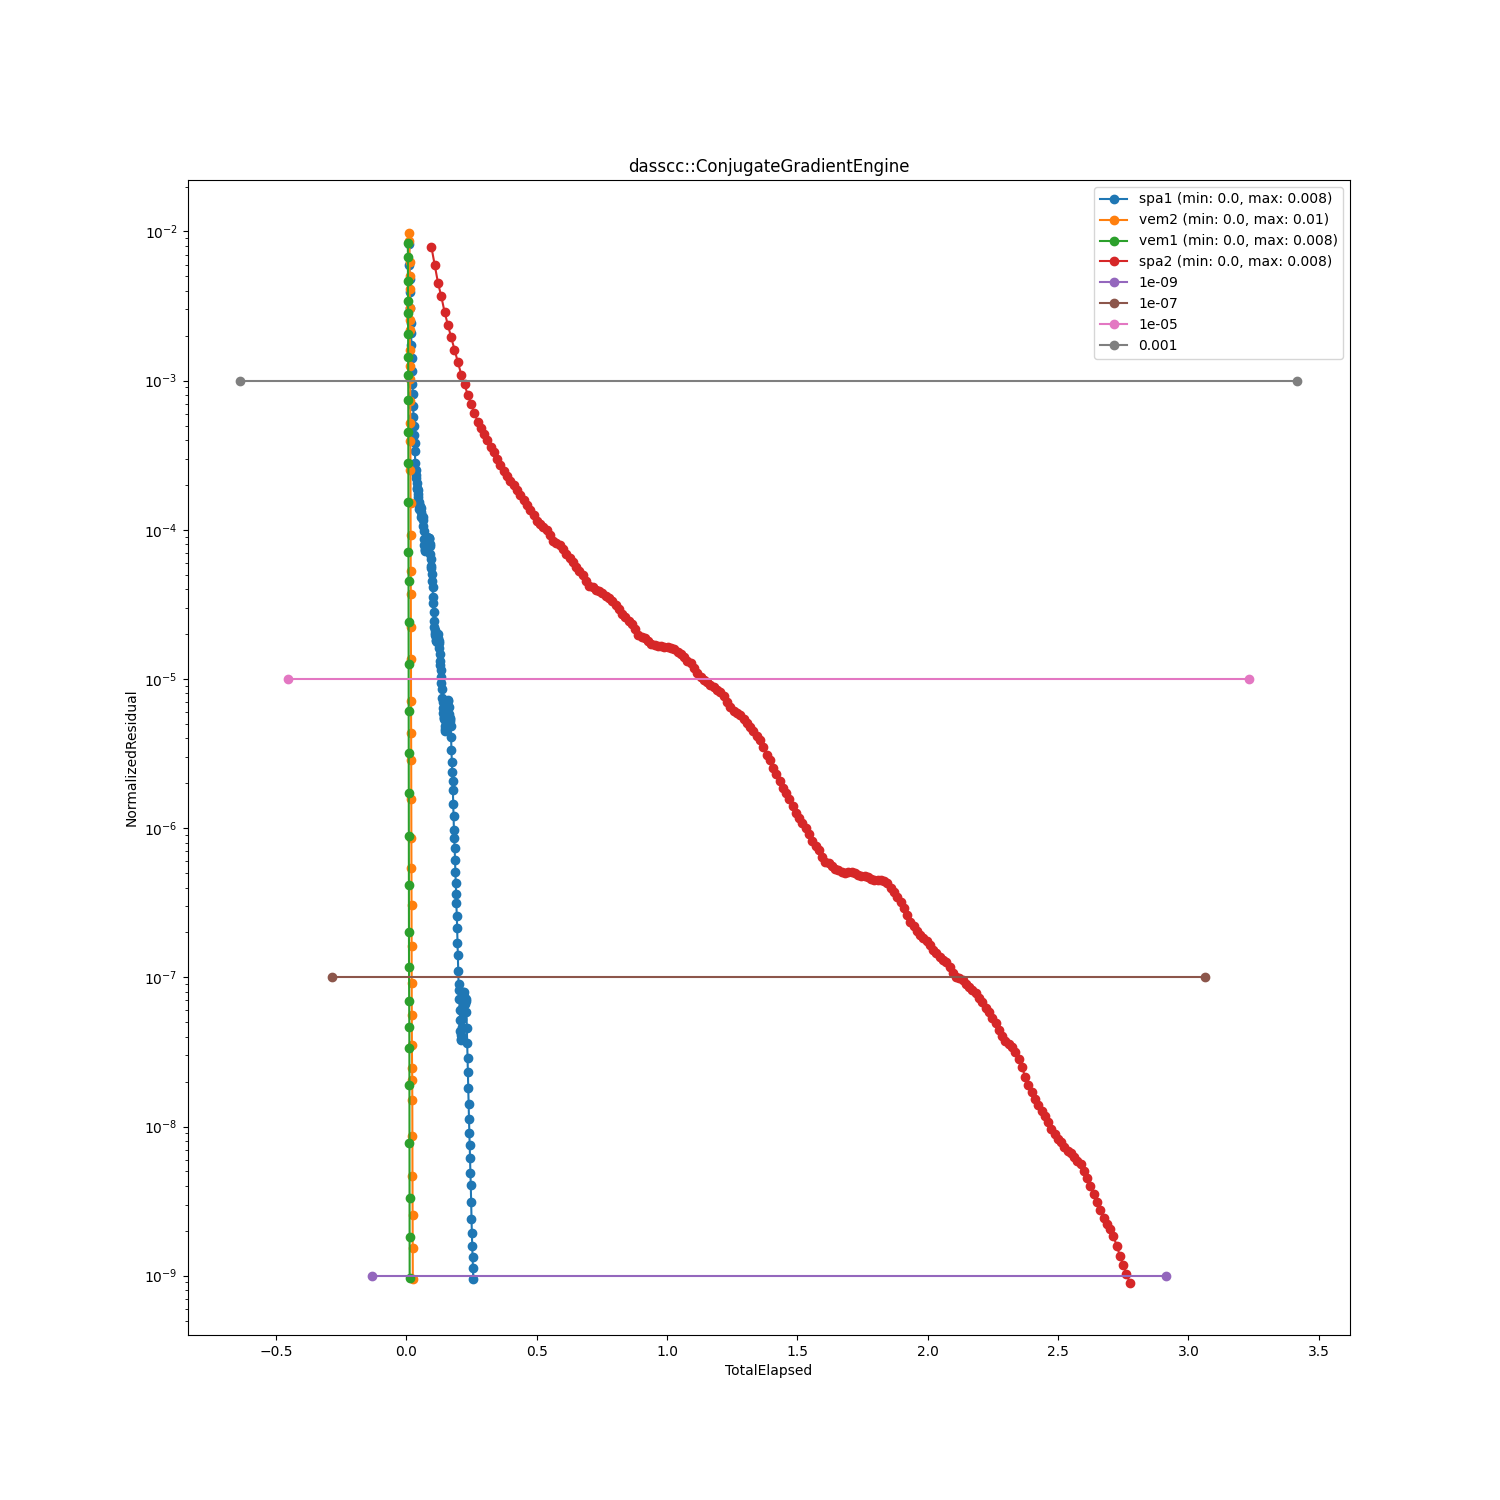 dasscc::ConjugateGradientEngine
spa1 (min: 0.0, max: 0.008)
vem2 (min: 0.0, max: 0.01)
vem1 (min: 0.0, max: 0.008)
spa2 (min: 0.0, max: 0.008)
1e-09
1e-07
1e-05
0.001
NormalizedResidual
10⁻²
10⁻³
10⁻⁴
10⁻⁵
10⁻⁶
10⁻⁷
10⁻⁸
10⁻⁹
−0.5 0.0 0.5 1.0 1.5 2.0 2.5 3.0 3.5
TotalElapsed